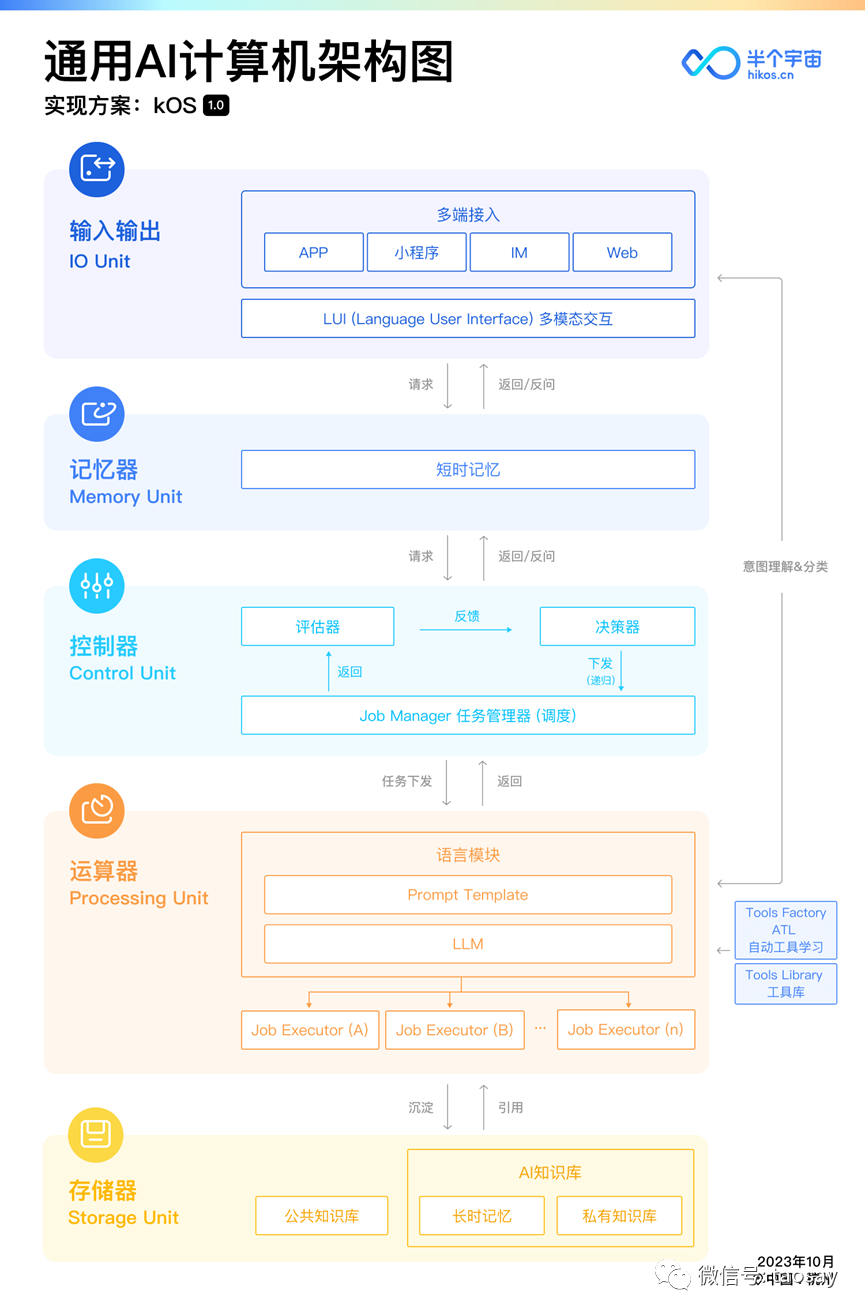 通用AI计算机架构图
半个宇宙
hikos.cn
实现方案：kOS 1.0
输入输出
IO Unit
多端接入
APP
小程序
IM
Web
LUI (Language User Interface) 多模态交互
请求
返回/反问
记忆器
Memory Unit
短时记忆
请求
返回/反问
意图理解&分类
控制器
Control Unit
评估器
反馈
决策器
返回
下发
(递归)
Job Manager 任务管理器 (调度)
任务下发
返回
运算器
Processing Unit
语言模块
Prompt Template
LLM
Tools Factory
ATL
自动工具学习
Tools Library
工具库
Job Executor (A)
Job Executor (B)
...
Job Executor (n)
沉淀
引用
存储器
Storage Unit
AI知识库
公共知识库
长时记忆
私有知识库
2023年10月
微信号:
中国